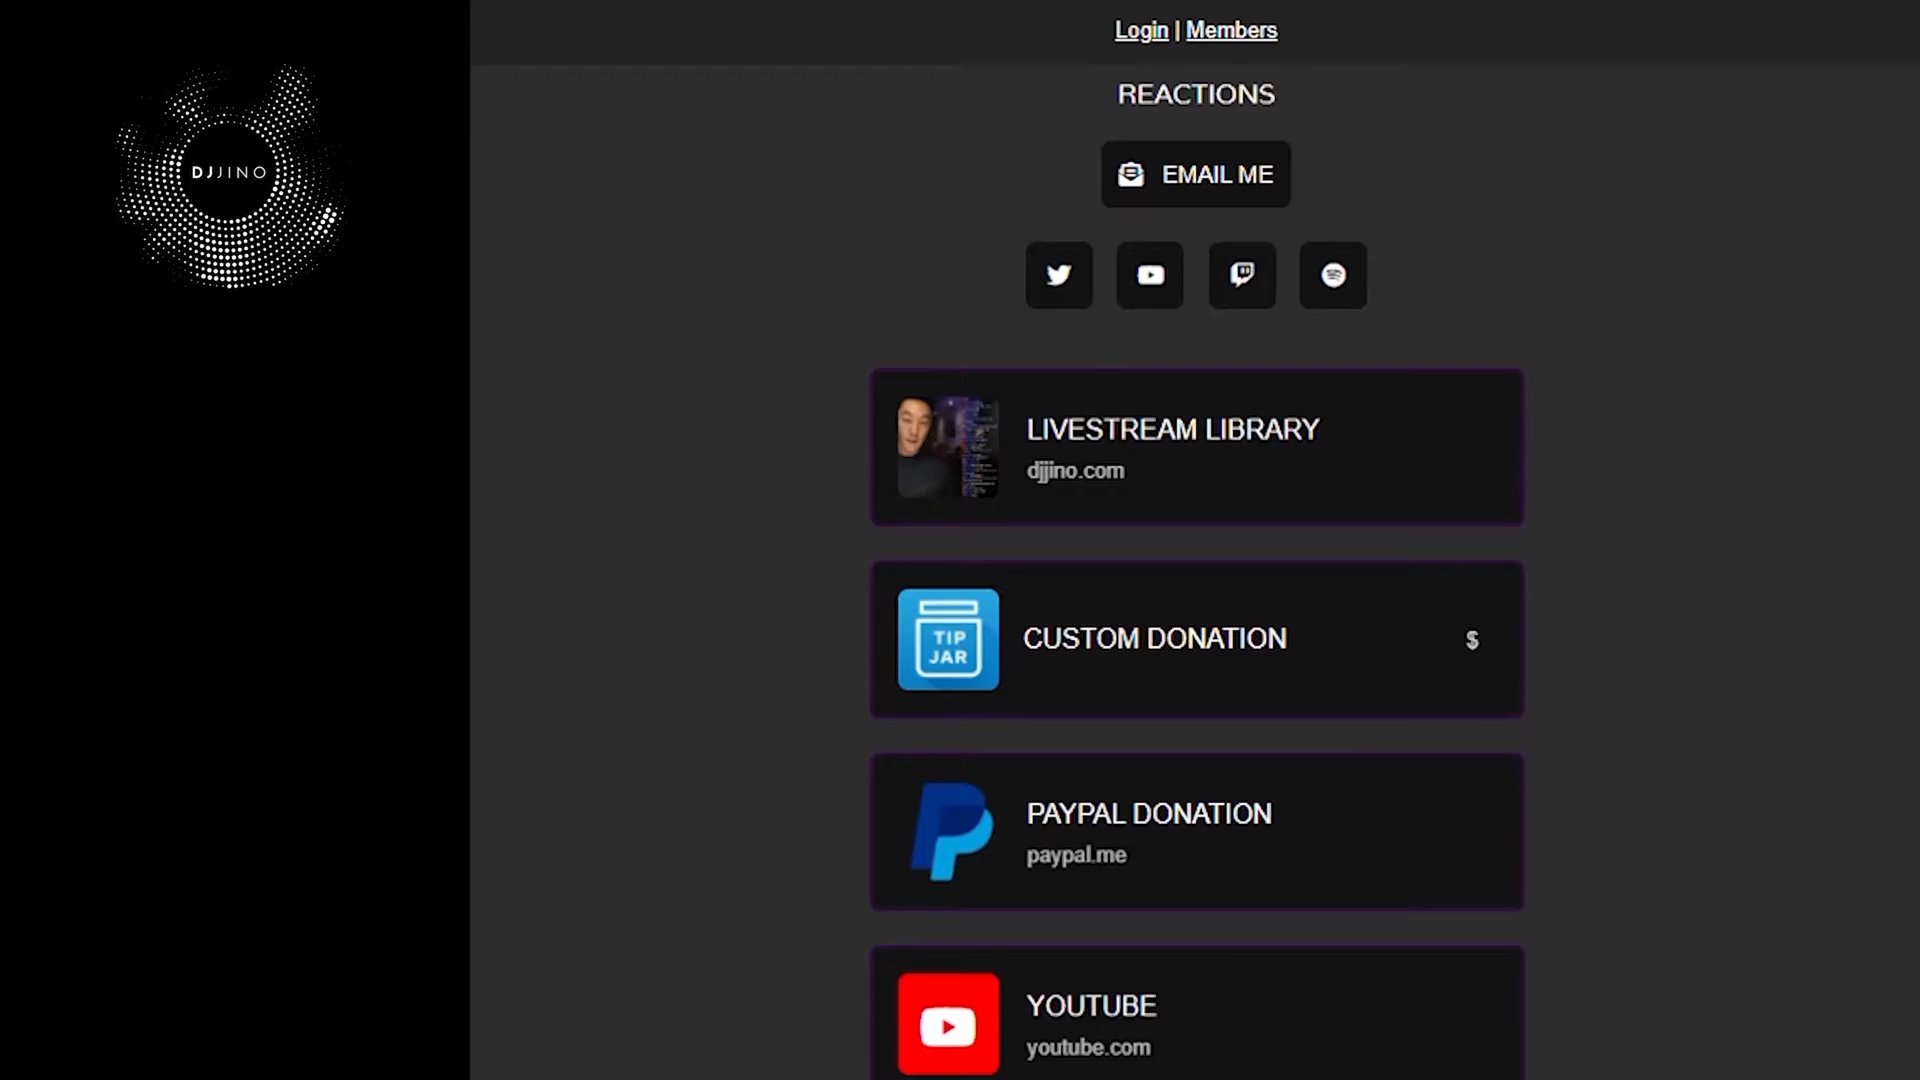 DJJINO
Login | Members
REACTIONS
EMAIL ME
LIVESTREAM LIBRARY
djjino.com
TIP
JAR
CUSTOM DONATION
$
PAYPAL DONATION
paypal.me
YOUTUBE
youtube.com